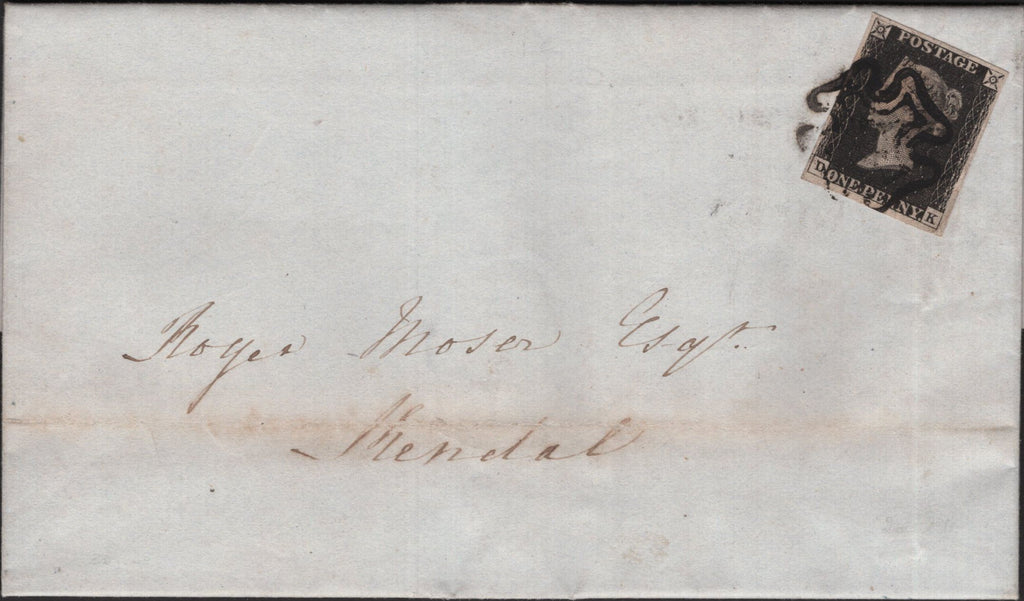 POSTAGE
D ONE PENNY K
Roger Moser Esqr.
Kendal